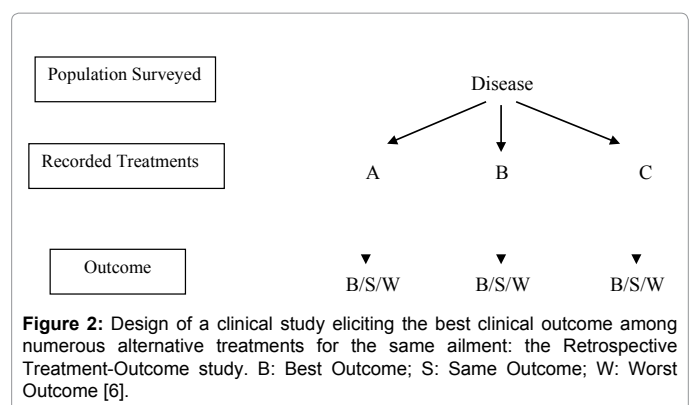 Population Surveyed
Disease
Recorded Treatments
A B C
Outcome
B/S/W B/S/W B/S/W
Figure 2: Design of a clinical study eliciting the best clinical outcome among
numerous alternative treatments for the same ailment: the Retrospective
Treatment-Outcome study. B: Best Outcome; S: Same Outcome; W: Worst
Outcome [6].